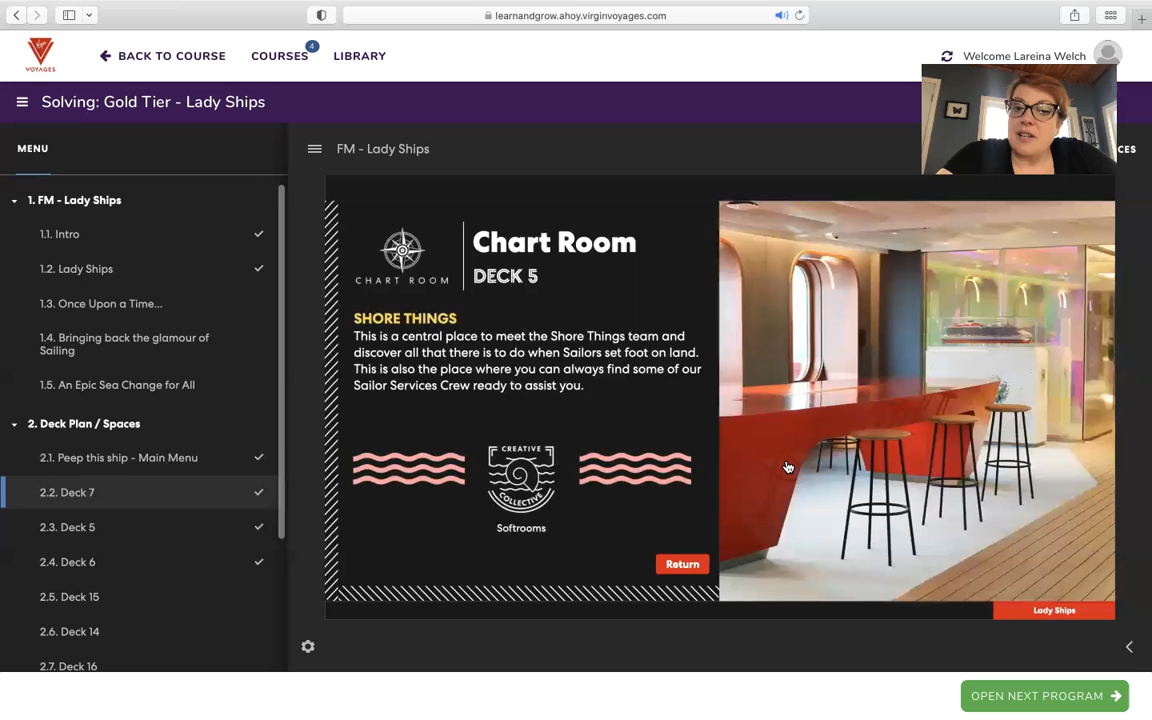 learnandgrow.ahoy.virginvoyages.com
Virgin
VOYAGES
BACK TO COURSE
COURSES
4
LIBRARY
Welcome Lareina Welch
Solving: Gold Tier - Lady Ships
MENU
FM - Lady Ships
CES
1. FM - Lady Ships
1.1. Intro
1.2. Lady Ships
1.3. Once Upon a Time...
1.4. Bringing back the glamour of
Sailing
1.5. An Epic Sea Change for All
2. Deck Plan / Spaces
2.1. Peep this ship - Main Menu
2.2. Deck 7
2.3. Deck 5
2.4. Deck 6
2.5. Deck 15
2.6. Deck 14
2.7. Deck 16
CHART ROOM
Chart Room
DECK 5
SHORE THINGS
This is a central place to meet the Shore Things team and
discover all that there is to do when Sailors set foot on land.
This is also the place where you can always find some of our
Sailor Services Crew ready to assist you.
CREATIVE
COLLECTIVE
Softrooms
Return
Lady Ships
OPEN NEXT PROGRAM